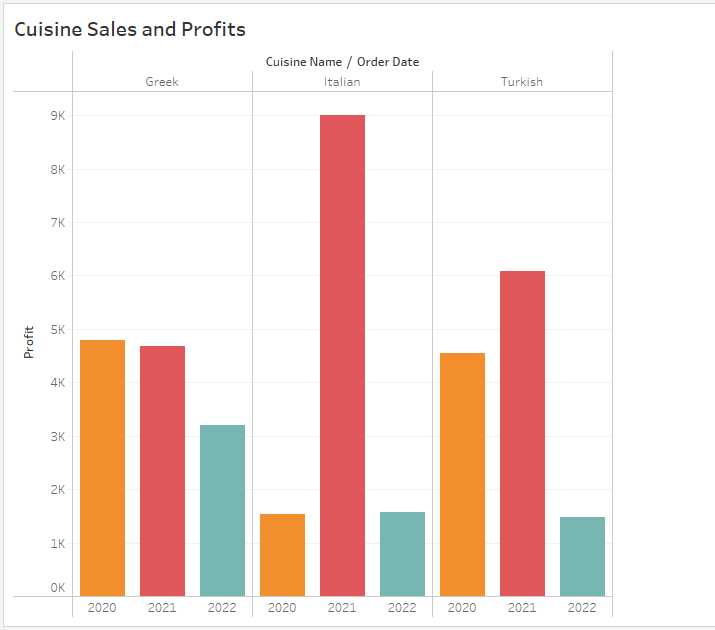 Cuisine Sales and Profits
Cuisine Name / Order Date
Greek Italian Turkish
9K
8K
7K
6K
5K
4K
3K
2K
1K
0K
Profit
2020 2021 2022 2020 2021 2022 2020 2021 2022